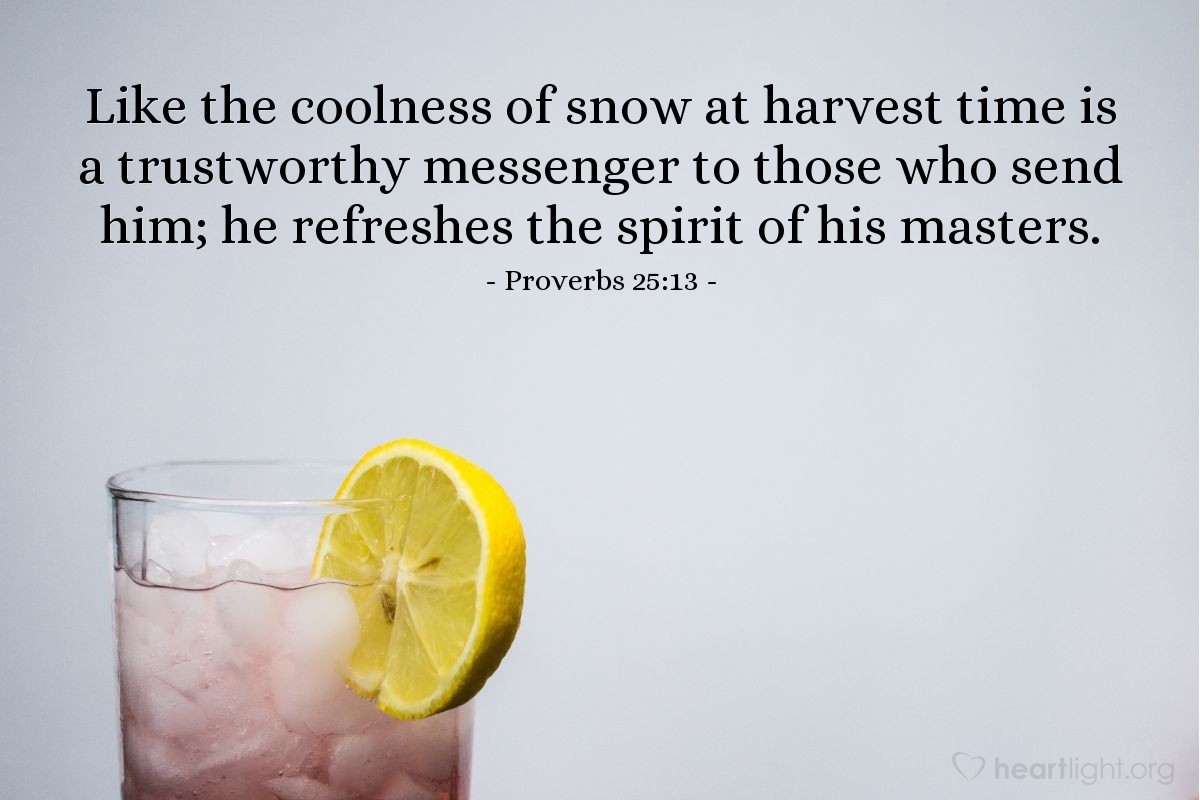 Like the coolness of snow at harvest time is
a trustworthy messenger to those who send
him; he refreshes the spirit of his masters.
- Proverbs 25:13 -
heartlight.org